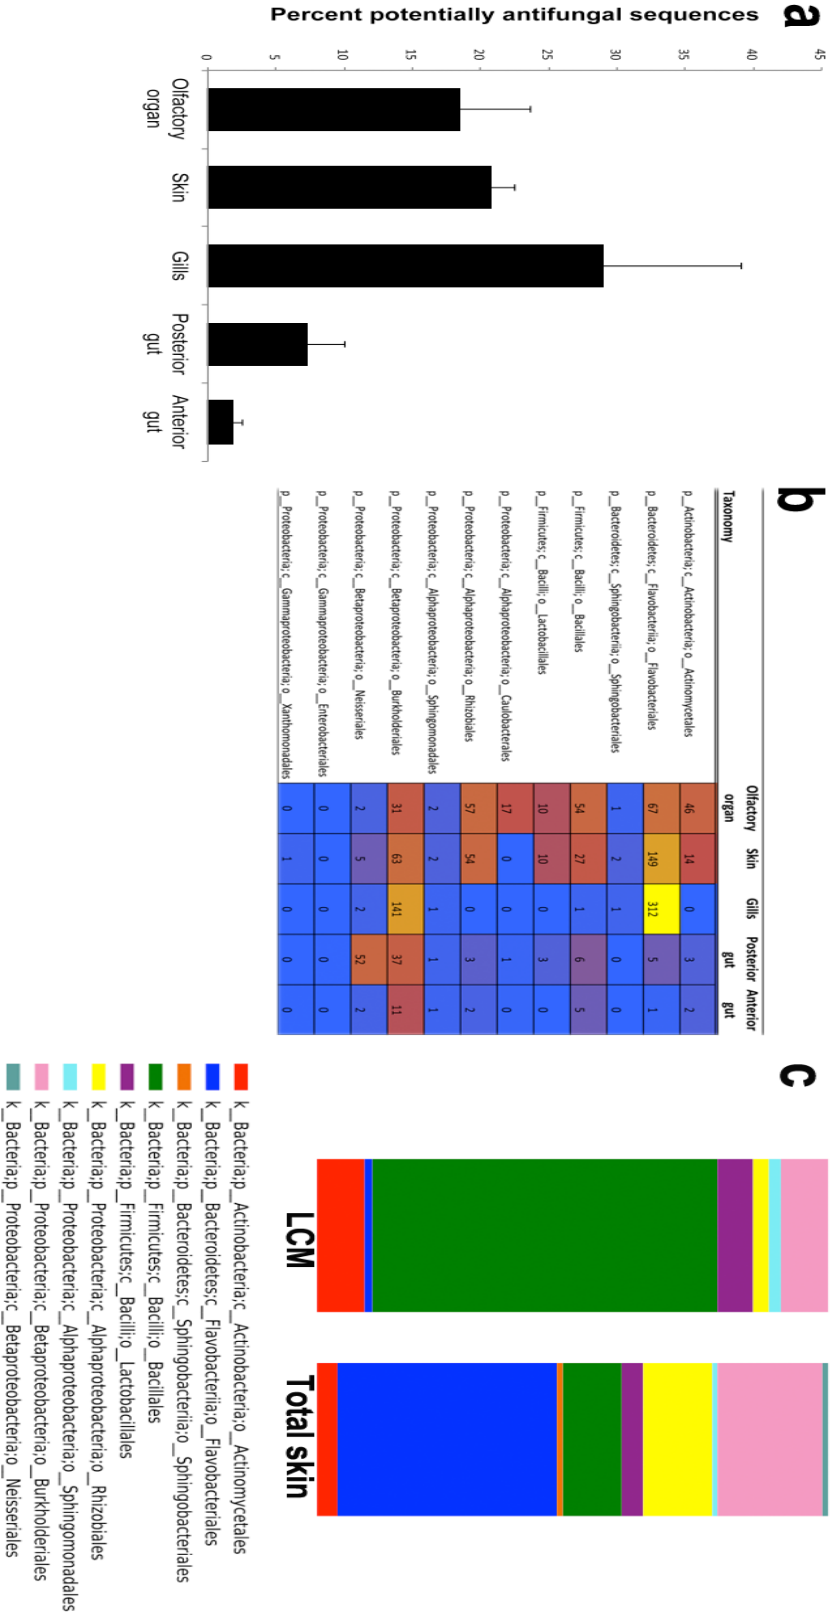 a
Percent potentially antifungal sequences
45
40
35
30
25
20
15
10
5
0
Olfactory organ
Skin
Gills
Posterior gut
Anterior gut
b
Taxonomy Olfactory organ Skin Gills Posterior gut Anterior gut
p__Actinobacteria; c__Actinobacteria; o__Actinomycetales 46 14 0 3 2
p__Bacteroidetes; c__Flavobacteriia; o__Flavobacteriales 67 149 312 5 1
p__Bacteroidetes; c__Sphingobacteriia; o__Sphingobacteriales 1 2 1 0 0
p__Firmicutes; c__Bacilli; o__Bacillales 54 27 1 6 5
p__Firmicutes; c__Bacilli; o__Lactobacillales 10 10 0 3 0
p__Proteobacteria; c__Alphaproteobacteria; o__Caulobacterales 17 0 0 1 0
p__Proteobacteria; c__Alphaproteobacteria; o__Rhizobiales 57 54 0 3 2
p__Proteobacteria; c__Alphaproteobacteria; o__Sphingomonadales 2 2 1 1 1
p__Proteobacteria; c__Betaproteobacteria; o__Burkholderiales 31 63 141 37 11
p__Proteobacteria; c__Betaproteobacteria; o__Neisseriales 2 5 2 52 2
p__Proteobacteria; c__Gammaproteobacteria; o__Enterobacteriales 0 0 0 0 0
p__Proteobacteria; c__Gammaproteobacteria; o__Xanthomonadales 0 1 0 0 0
c
LCM
Total skin
k__Bacteria;p__Actinobacteria;c__Actinobacteria;o__Actinomycetales
k__Bacteria;p__Bacteroidetes;c__Flavobacteriia;o__Flavobacteriales
k__Bacteria;p__Bacteroidetes;c__Sphingobacteriia;o__Sphingobacteriales
k__Bacteria;p__Firmicutes;c__Bacilli;o__Bacillales
k__Bacteria;p__Firmicutes;c__Bacilli;o__Lactobacillales
k__Bacteria;p__Proteobacteria;c__Alphaproteobacteria;o__Rhizobiales
k__Bacteria;p__Proteobacteria;c__Alphaproteobacteria;o__Sphingomonadales
k__Bacteria;p__Proteobacteria;c__Betaproteobacteria;o__Burkholderiales
k__Bacteria;p__Proteobacteria;c__Betaproteobacteria;o__Neisseriales